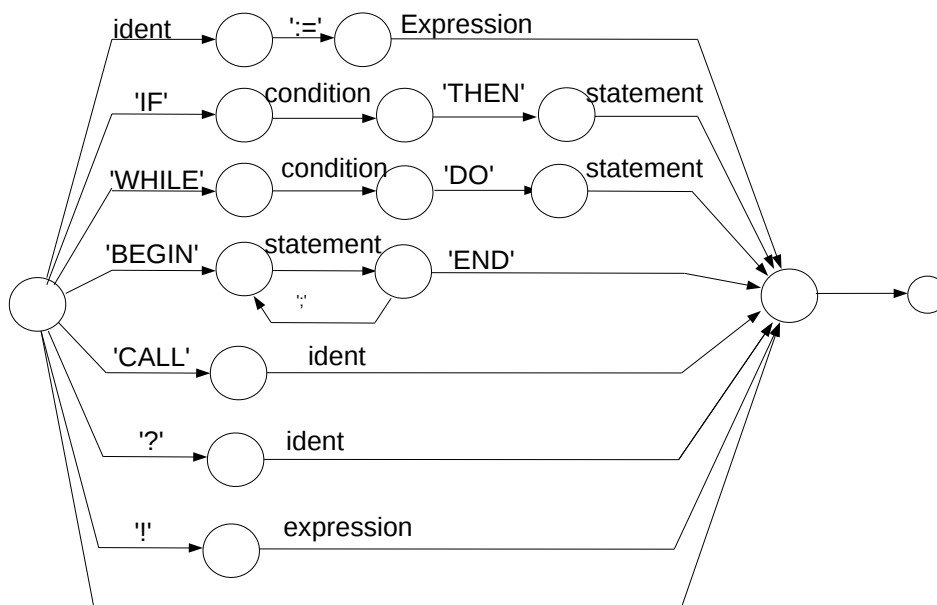 ident ':=' Expression
'IF' condition 'THEN' statement
'WHILE' condition 'DO' statement
'BEGIN' statement 'END'
';'
'CALL' ident
'?' ident
'!' expression